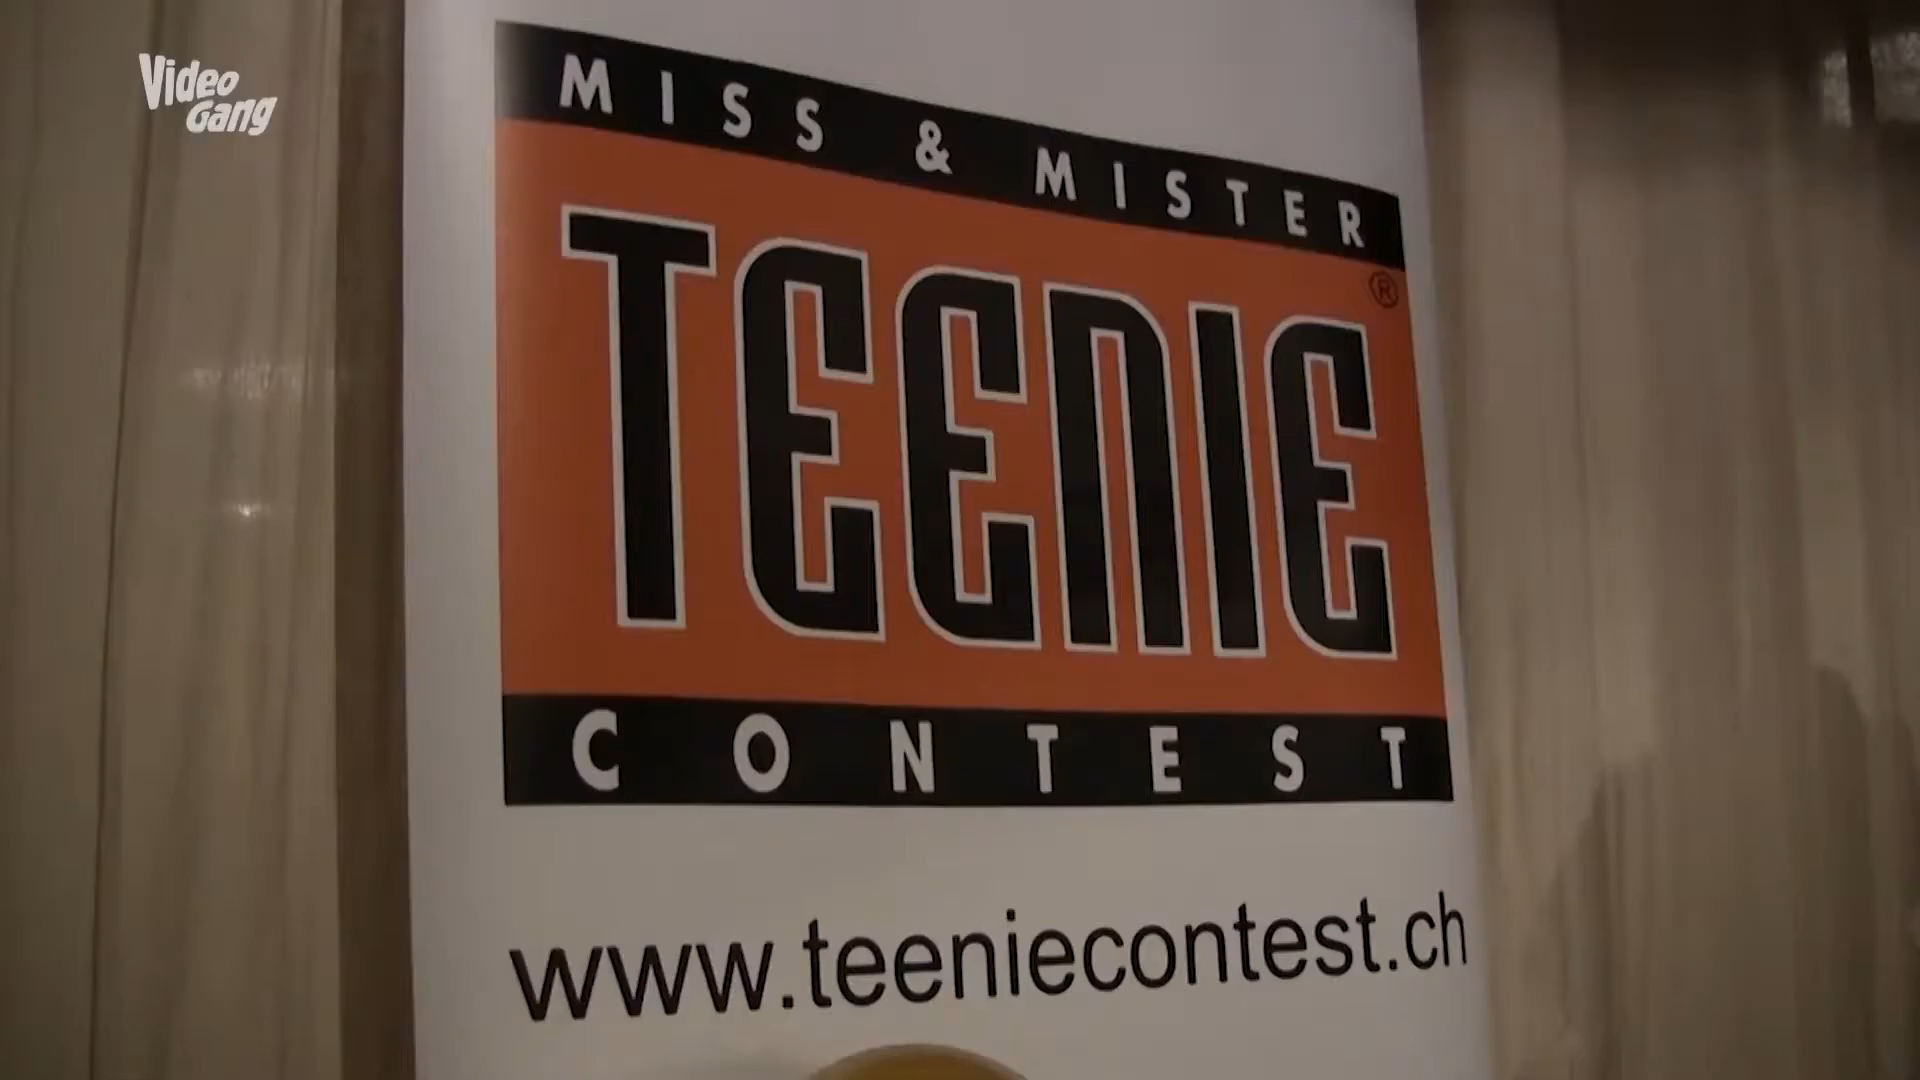 Video
Gang
MISS & MISTER
TEENIE®
CONTEST
www.teeniecontest.ch